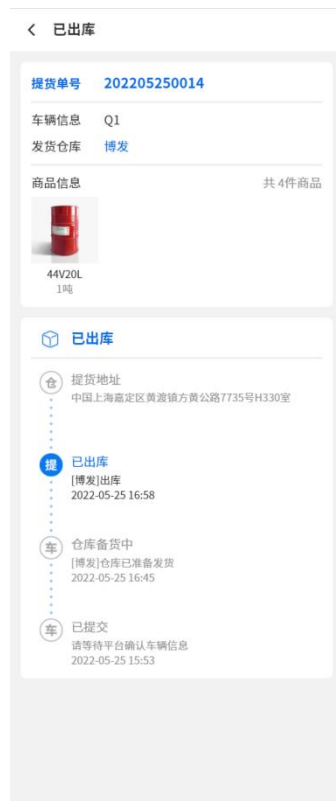 已出库
提货单号 202205250014
车辆信息 Q1
发货仓库 博发
商品信息 共 4件商品
44V20L
1吨
已出库
仓 提货地址
中国上海嘉定区黄渡镇方黄公路7735号H330室
提 已出库
[博发]出库
2022-05-25 16:58
车 仓库备货中
[博发]仓库已准备发货
2022-05-25 16:45
车 已提交
请等待平台确认车辆信息
2022-05-25 15:53